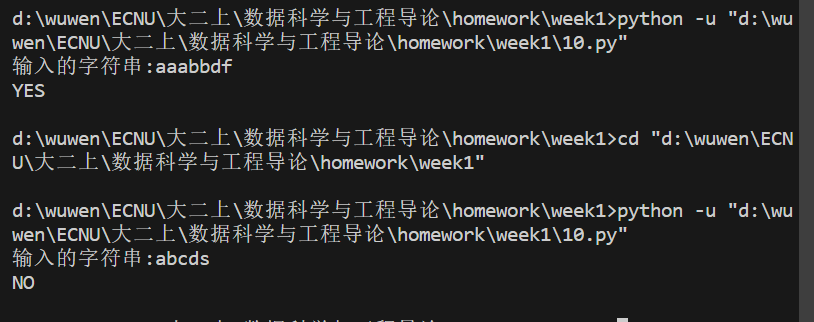 d:\wuwen\ECNU\大二上\数据科学与工程导论\homework\week1>python -u "d:\wu
wen\ECNU\大二上\数据科学与工程导论\homework\week1\10.py"
输入的字符串:aaabbdf
YES
d:\wuwen\ECNU\大二上\数据科学与工程导论\homework\week1>cd "d:\wuwen\ECN
U\大二上\数据科学与工程导论\homework\week1"
d:\wuwen\ECNU\大二上\数据科学与工程导论\homework\week1>python -u "d:\wu
wen\ECNU\大二上\数据科学与工程导论\homework\week1\10.py"
输入的字符串:abcds
NO